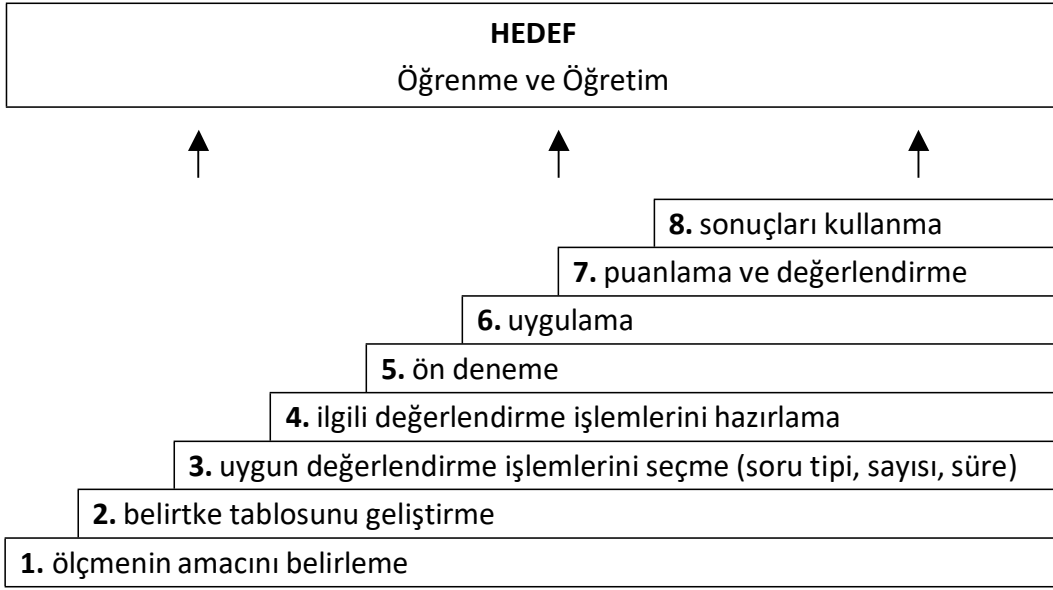 HEDEF
Öğrenme ve Öğretim
8. sonuçları kullanma
7. puanlama ve değerlendirme
6. uygulama
5. ön deneme
4. ilgili değerlendirme işlemlerini hazırlama
3. uygun değerlendirme işlemlerini seçme (soru tipi, sayısı, süre)
2. belirtke tablosunu geliştirme
1. ölçmenin amacını belirleme